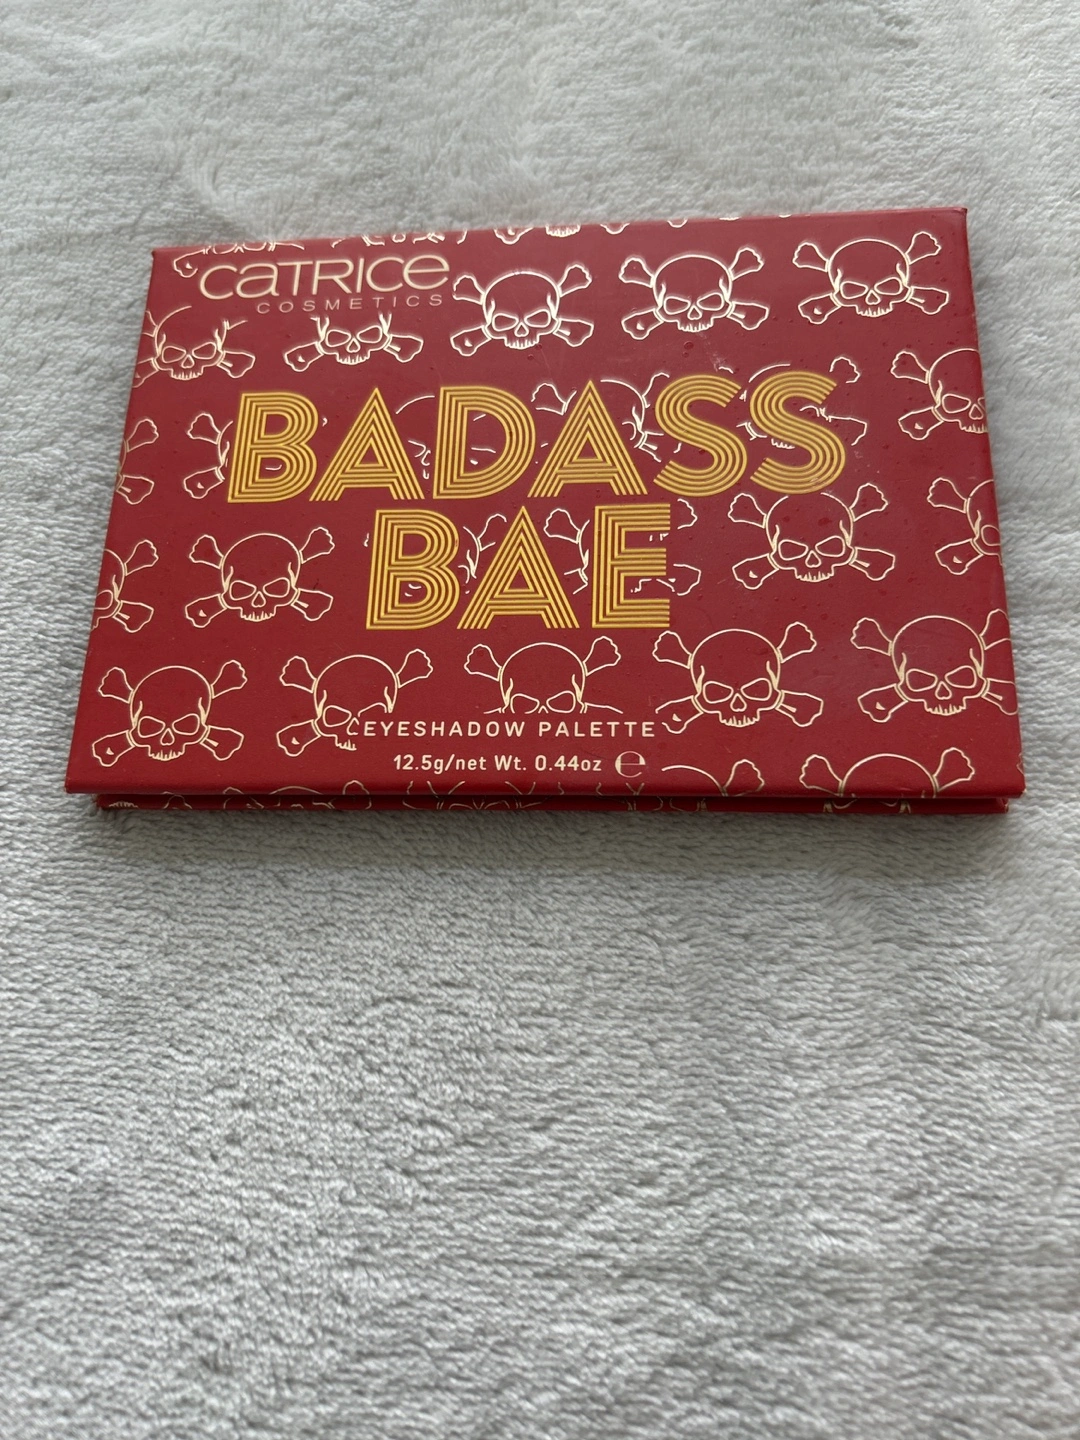 CATRICE
COSMETICS
BADASS
BAE
EYESHADOW PALETTE
12.5g/net Wt. 0.44oz ℮